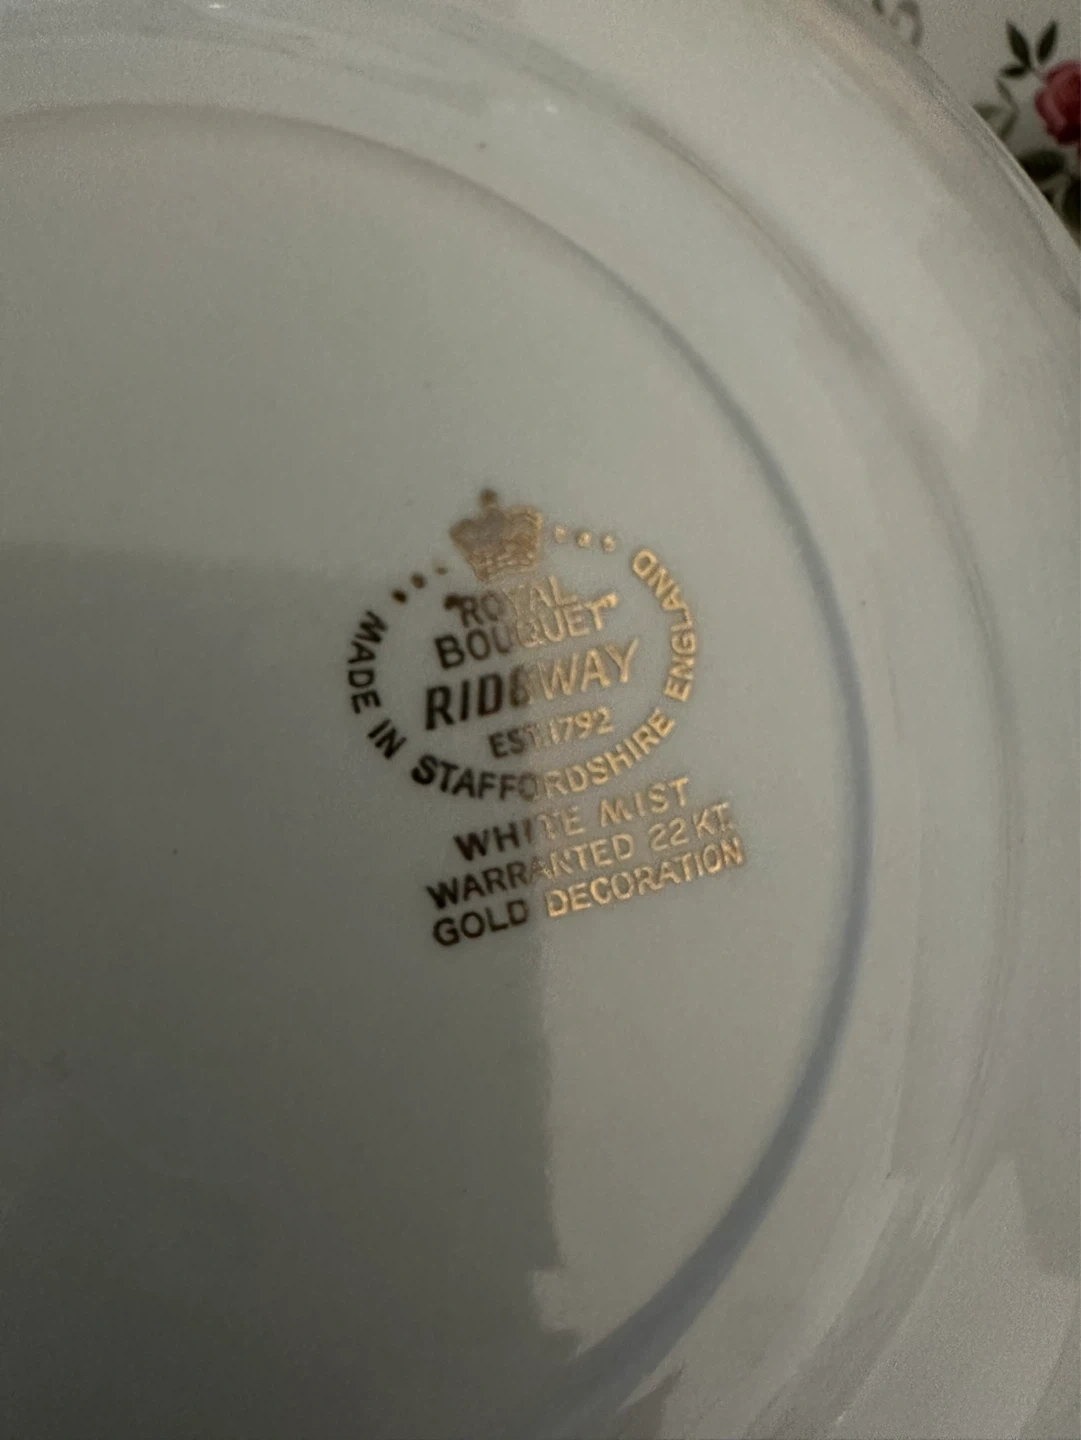 "ROYAL
BOUQUET"
RIDGWAY
EST. 1792
MADE IN STAFFORDSHIRE ENGLAND
WHITE MIST
WARRANTED 22 KT.
GOLD DECORATION